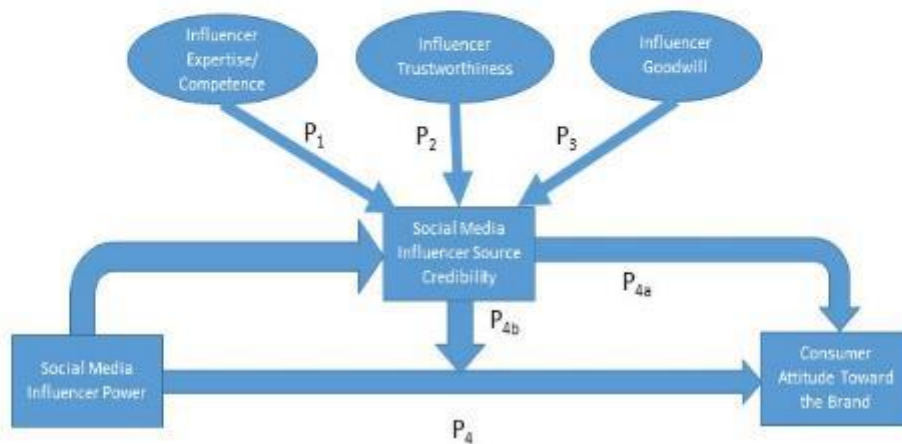 Influencer
Expertise/
Competence
Influencer
Trustworthiness
Influencer
Goodwill
P1
P2
P3
Social Media
Influencer Source
Credibility
P4a
P4b
Social Media
Influencer Power
Consumer
Attitude Toward
the Brand
P4